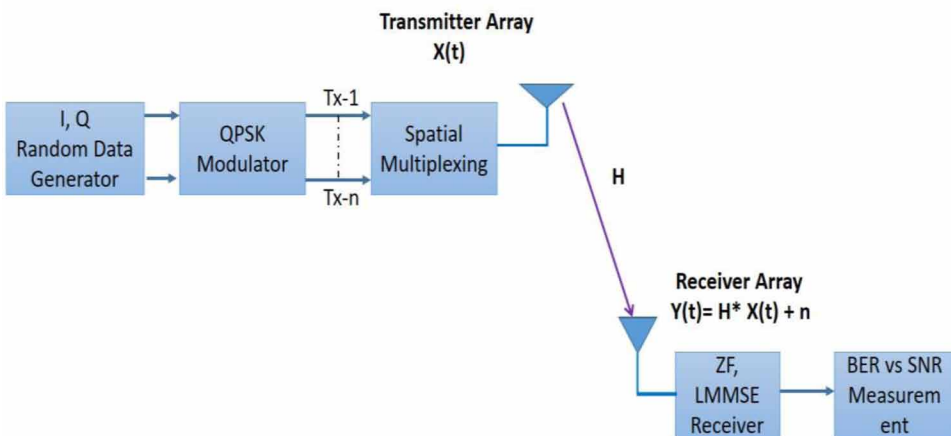 Transmitter Array
X(t)
I, Q
Random Data
Generator
QPSK
Modulator
Tx-1
Tx-n
Spatial
Multiplexing
H
Receiver Array
Y(t)= H* X(t) + n
ZF,
LMMSE
Receiver
BER vs SNR
Measurem
ent